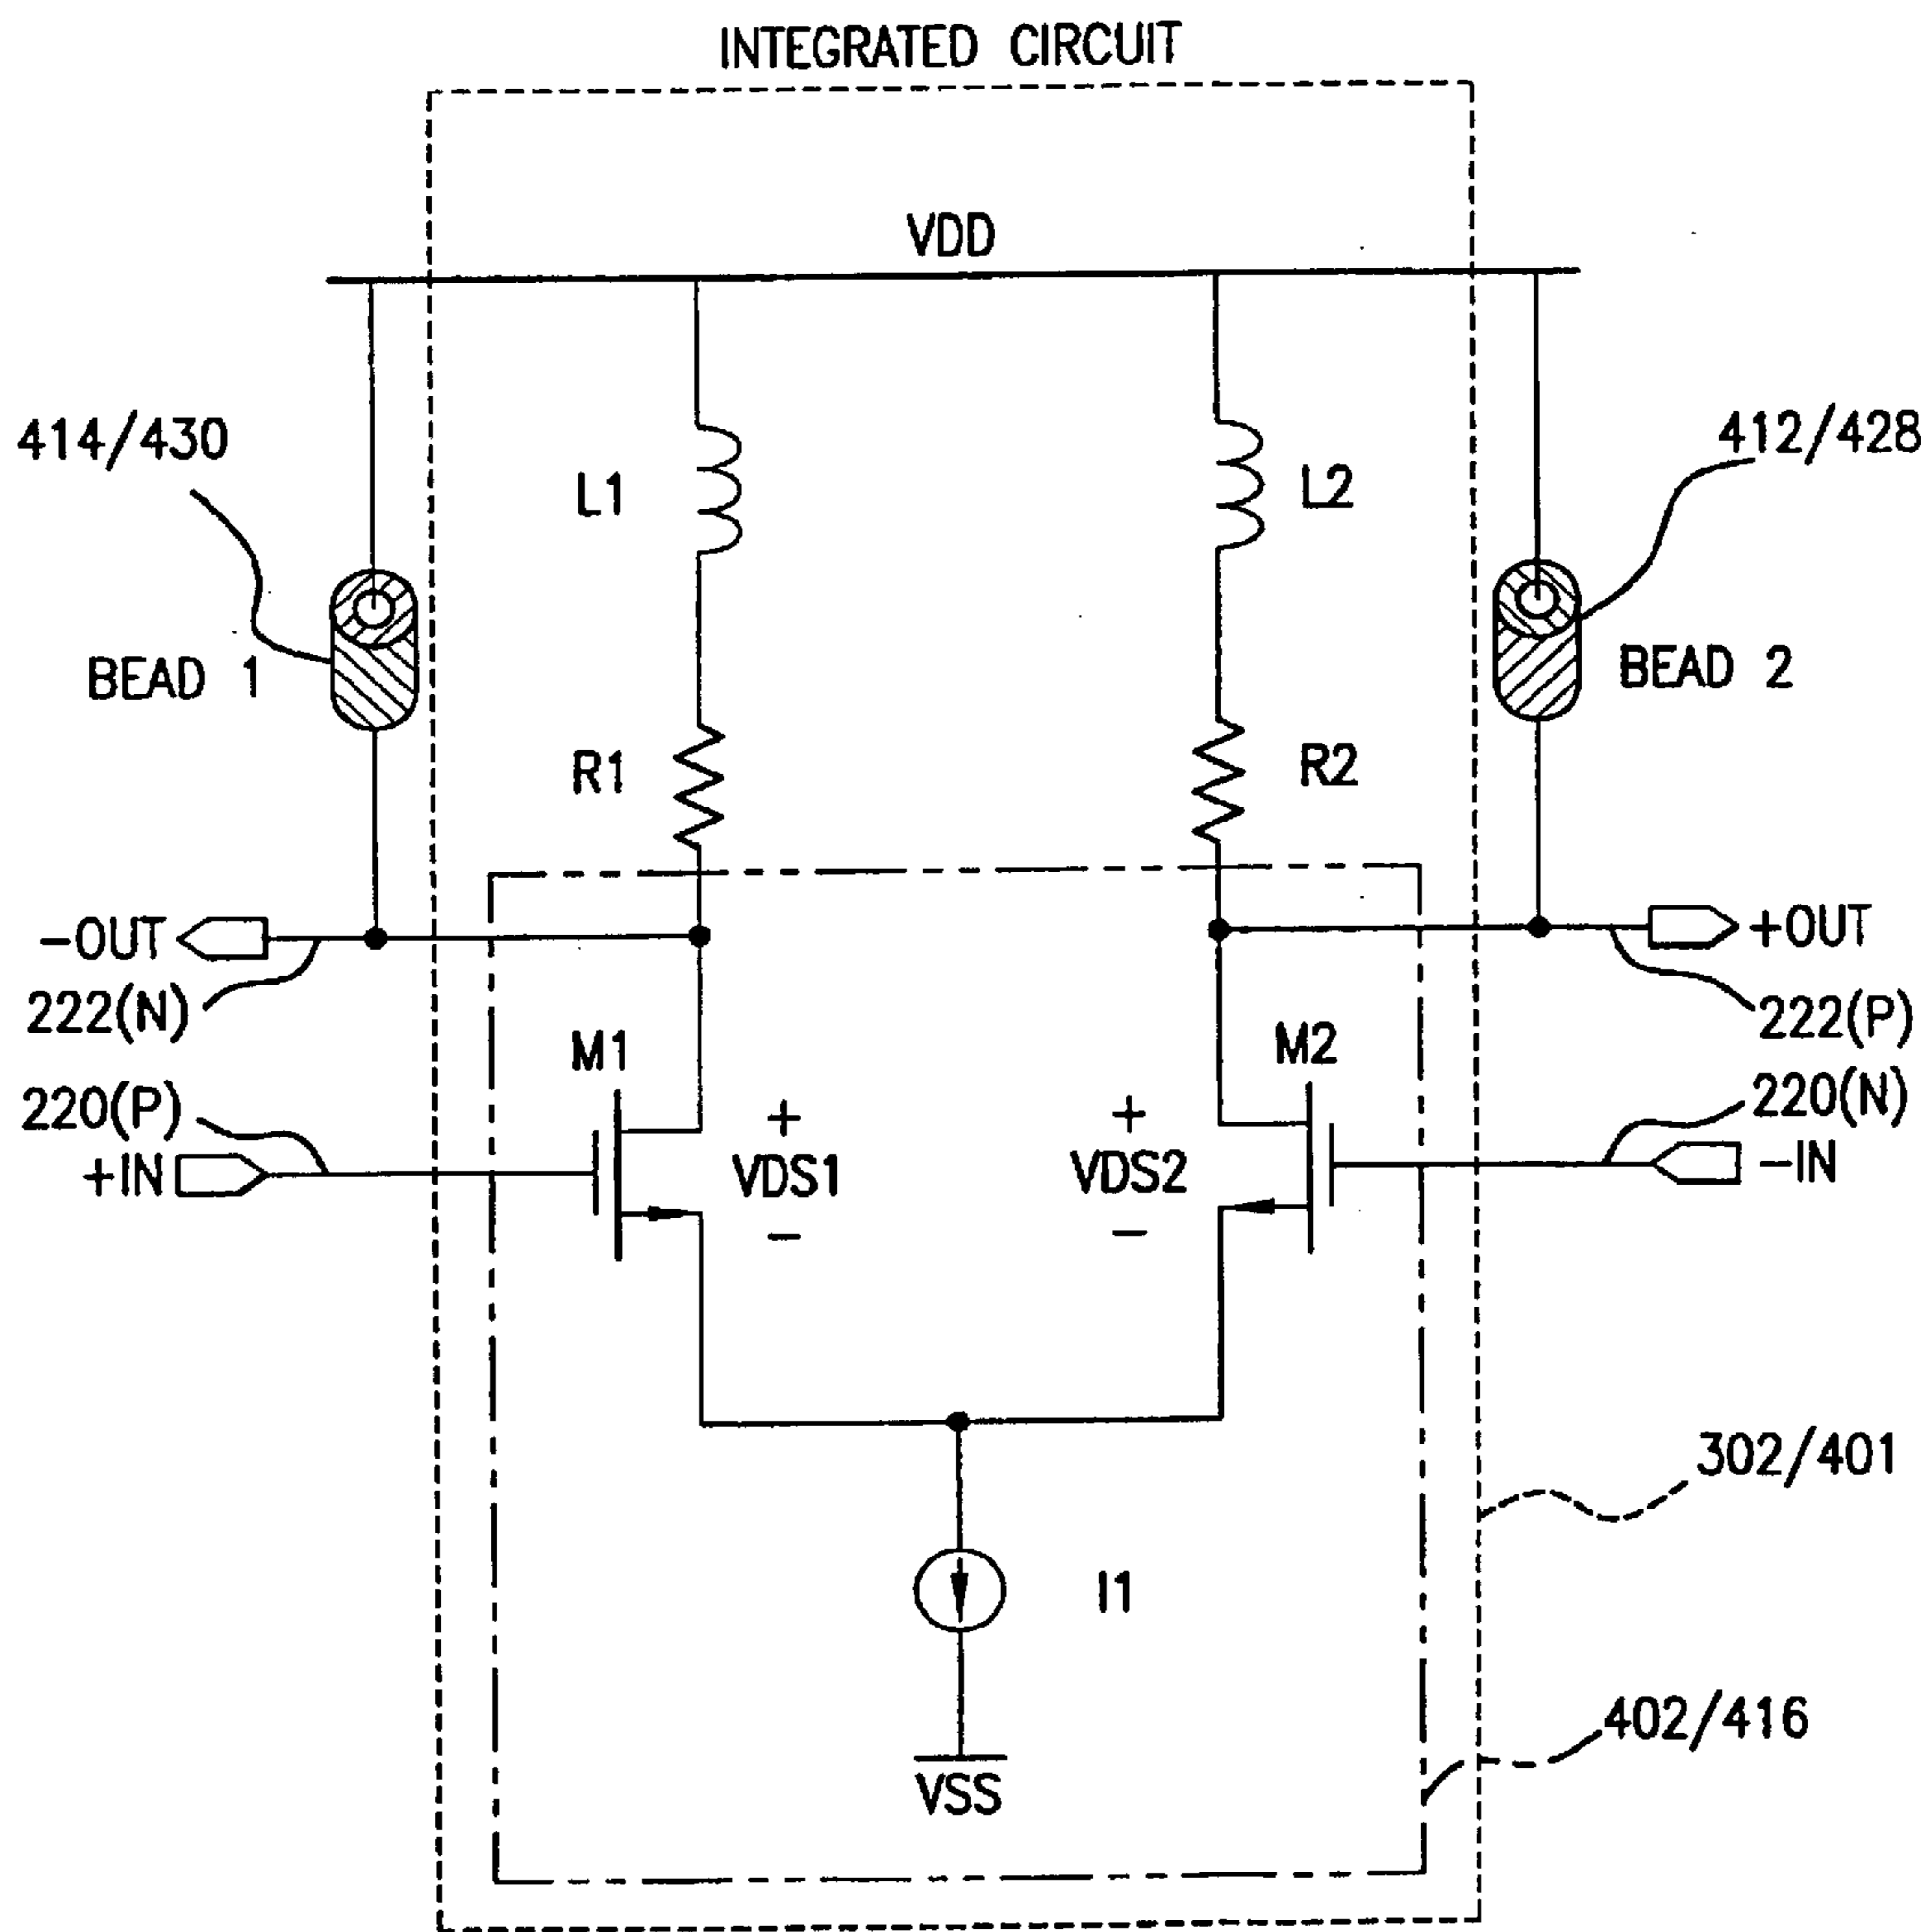 INTEGRATED CIRCUIT
VDD
414/430
412/428
L1
L2
BEAD 1
BEAD 2
R1
R2
-OUT
+OUT
222(N)
222(P)
M1
M2
220(P)
220(N)
+IN
-IN
+
VDS1
-
+
VDS2
-
302/401
I1
402/416
VSS